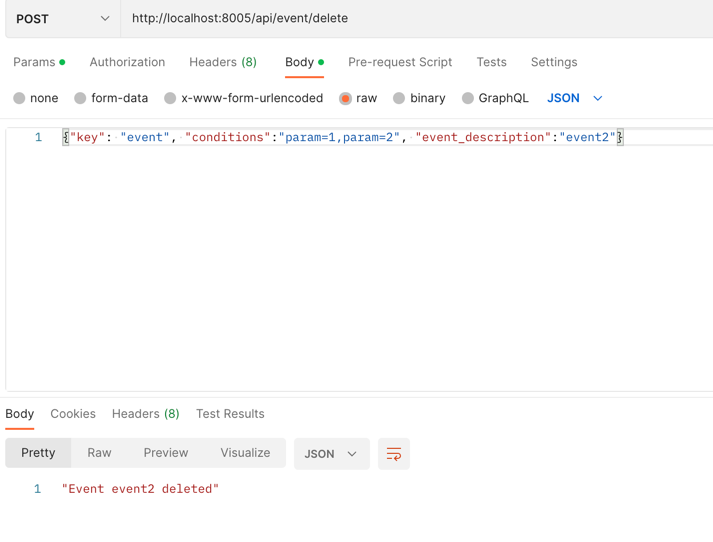 POST http://localhost:8005/api/event/delete
Params Authorization Headers (8) Body Pre-request Script Tests Settings
none form-data x-www-form-urlencoded raw binary GraphQL JSON
1 {"key": "event", "conditions":"param=1,param=2", "event_description":"event2"}
Body Cookies Headers (8) Test Results
Pretty Raw Preview Visualize JSON
1 "Event event2 deleted"